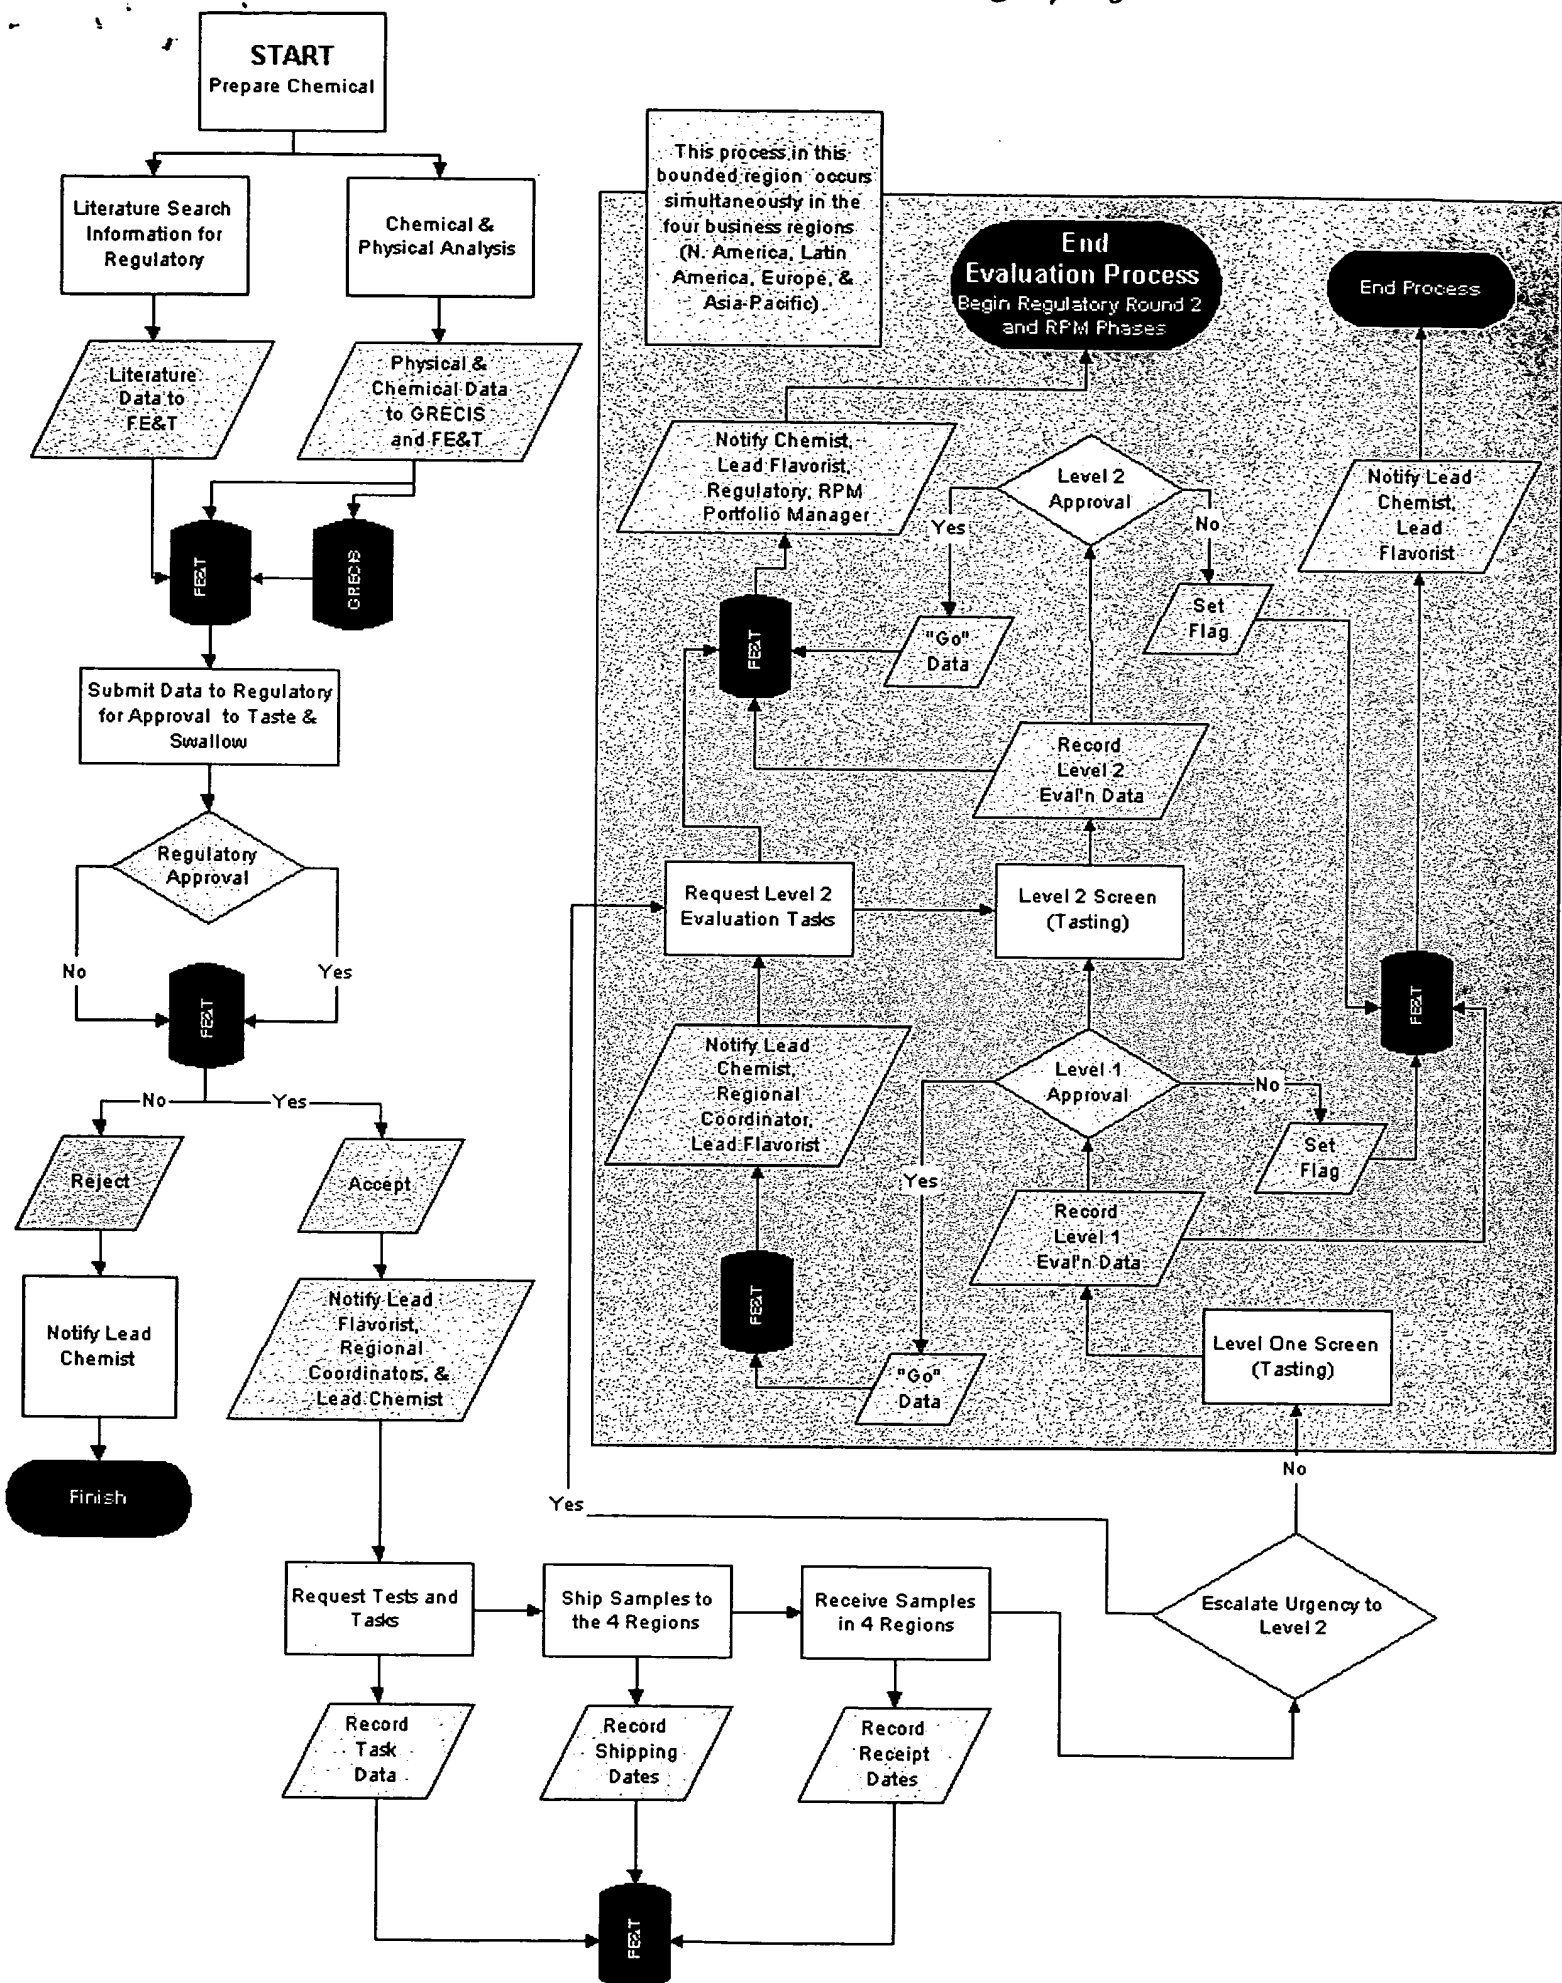 START
Prepare Chemical
Literature Search
Information for
Regulatory
Chemical &
Physical Analysis
Literature
Data to
FE&T
Physical &
Chemical Data
to GRECIS
and FE&T
FE&T
GRECIS
Submit Data to Regulatory
for Approval to Taste &
Swallow
Regulatory
Approval
No
Yes
FE&T
No
Yes
Reject
Accept
Notify Lead
Chemist
Notify Lead
Flavorist,
Regional
Coordinators, &
Lead Chemist
Finish
Request Tests and
Tasks
Ship Samples to
the 4 Regions
Receive Samples
in 4 Regions
Record
Task
Data
Record
Shipping
Dates
Record
Receipt
Dates
FE&T
Escalate Urgency to
Level 2
Yes
No
This process in this
bounded region occurs
simultaneously in the
four business regions
(N. America, Latin
America, Europe, &
Asia-Pacific)
End
Evaluation Process
Begin Regulatory Round 2
and RPM Phases
End Process
Notify Chemist,
Lead Flavorist,
Regulatory, RPM
Portfolio Manager
Level 2
Approval
Yes
No
Notify Lead
Chemist,
Lead
Flavorist
FE&T
"Go"
Data
Set
Flag
Record
Level 2
Eval'n Data
Request Level 2
Evaluation Tasks
Level 2 Screen
(Tasting)
FE&T
Notify Lead
Chemist,
Regional
Coordinator,
Lead Flavorist
Level 1
Approval
No
Yes
Set
Flag
Record
Level 1
Eval'n Data
FE&T
"Go"
Data
Level One Screen
(Tasting)